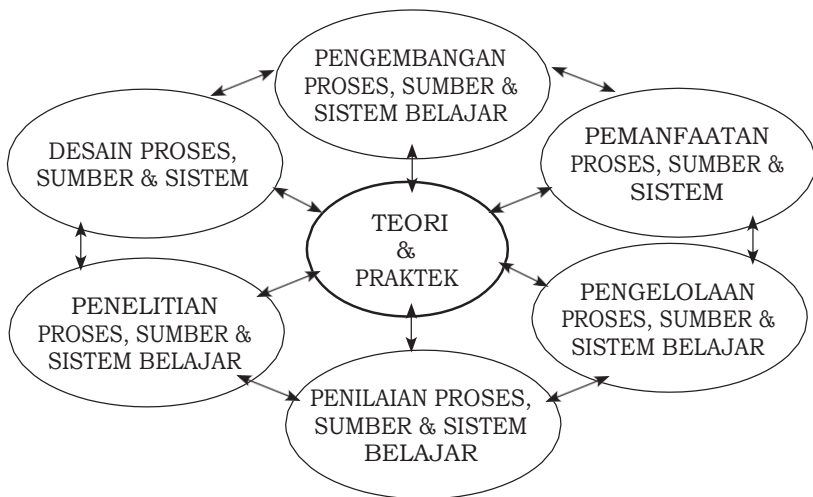 PENGEMBANGAN
PROSES, SUMBER &
SISTEM BELAJAR
DESAIN PROSES,
SUMBER & SISTEM
PEMANFAATAN
PROSES, SUMBER &
SISTEM
TEORI
&
PRAKTEK
PENELITIAN
PROSES, SUMBER &
SISTEM BELAJAR
PENGELOLAAN
PROSES, SUMBER &
SISTEM BELAJAR
PENILAIAN PROSES,
SUMBER & SISTEM
BELAJAR